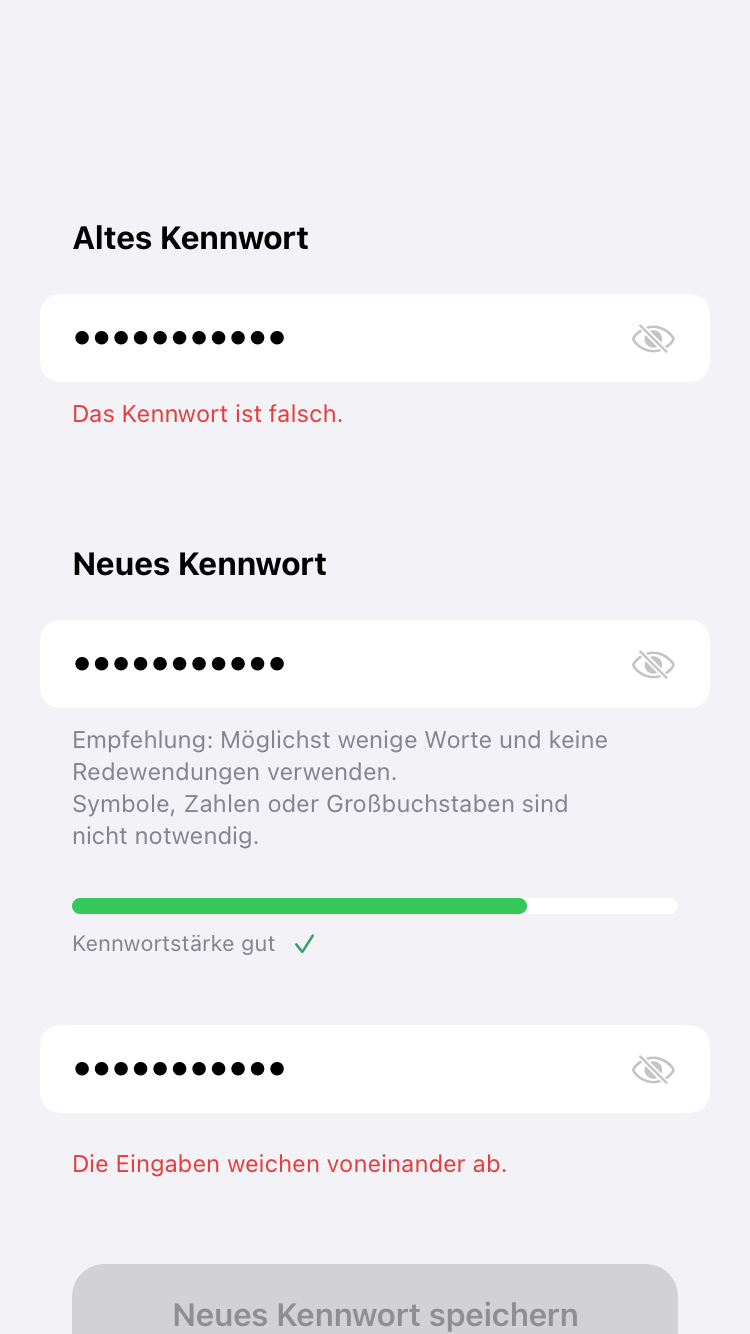 Altes Kennwort
●●●●●●●●●●●
Das Kennwort ist falsch.
Neues Kennwort
●●●●●●●●●●●
Empfehlung: Möglichst wenige Worte und keine
Redewendungen verwenden.
Symbole, Zahlen oder Großbuchstaben sind
nicht notwendig.
Kennwortstärke gut ✓
●●●●●●●●●●●
Die Eingaben weichen voneinander ab.
Neues Kennwort speichern